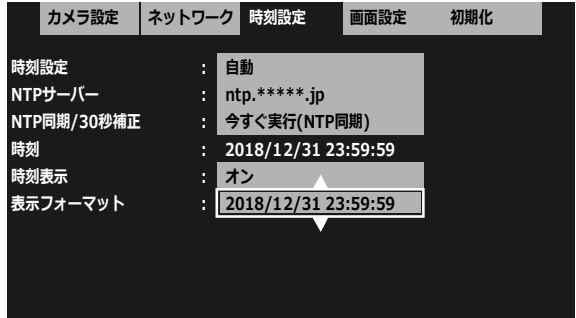 カメラ設定 ネットワーク 時刻設定 画面設定 初期化
時刻設定 : 自動
NTPサーバー : ntp.*****.jp
NTP同期/30秒補正 : 今すぐ実行(NTP同期)
時刻 : 2018/12/31 23:59:59
時刻表示 : オン
表示フォーマット : 2018/12/31 23:59:59